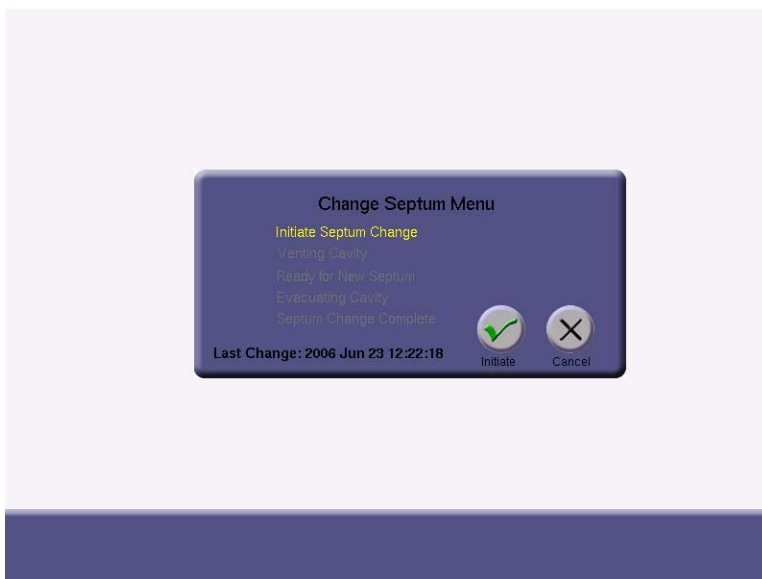 Change Septum Menu
Initiate Septum Change
Venting Cavity
Ready for New Septum
Evacuating Cavity
Septum Change Complete
Last Change: 2006 Jun 23 12:22:18
Initiate
Cancel